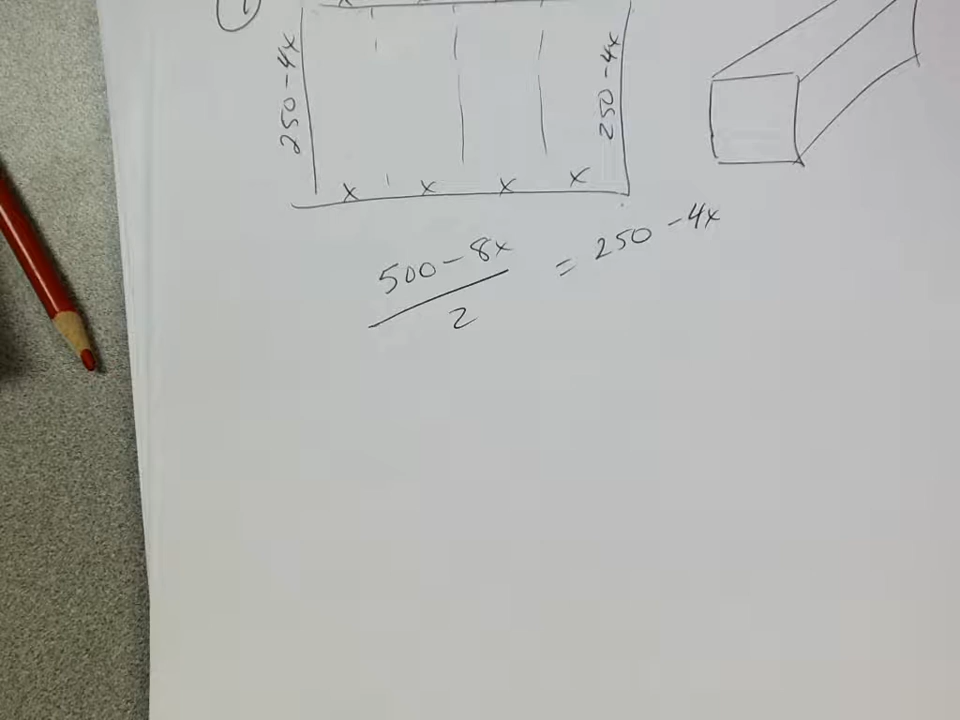 250-4x
250-4x
x x x x
500-8x
= 250-4x
2